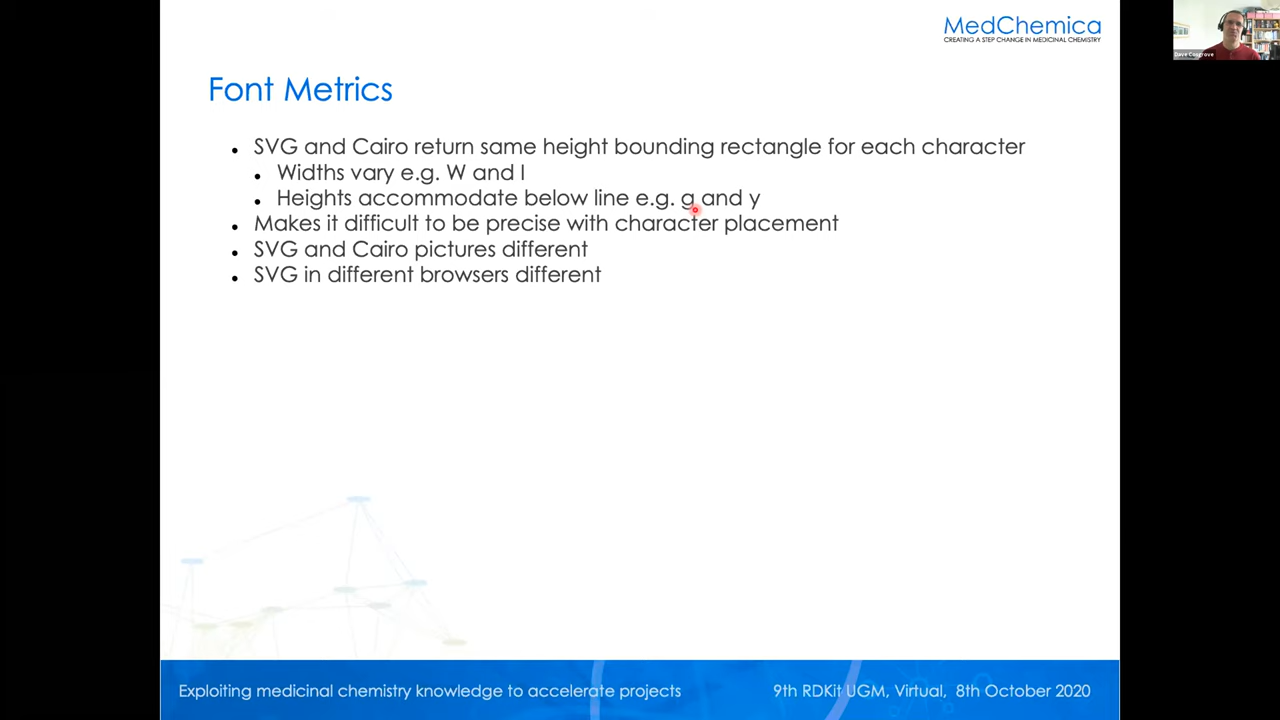 MedChemica
CREATING A STEP CHANGE IN MEDICINAL CHEMISTRY
Dave Cosgrove
Font Metrics
SVG and Cairo return same height bounding rectangle for each character
Widths vary e.g. W and I
Heights accommodate below line e.g. g and y
Makes it difficult to be precise with character placement
SVG and Cairo pictures different
SVG in different browsers different
Exploiting medicinal chemistry knowledge to accelerate projects
9th RDKit UGM, Virtual, 8th October 2020